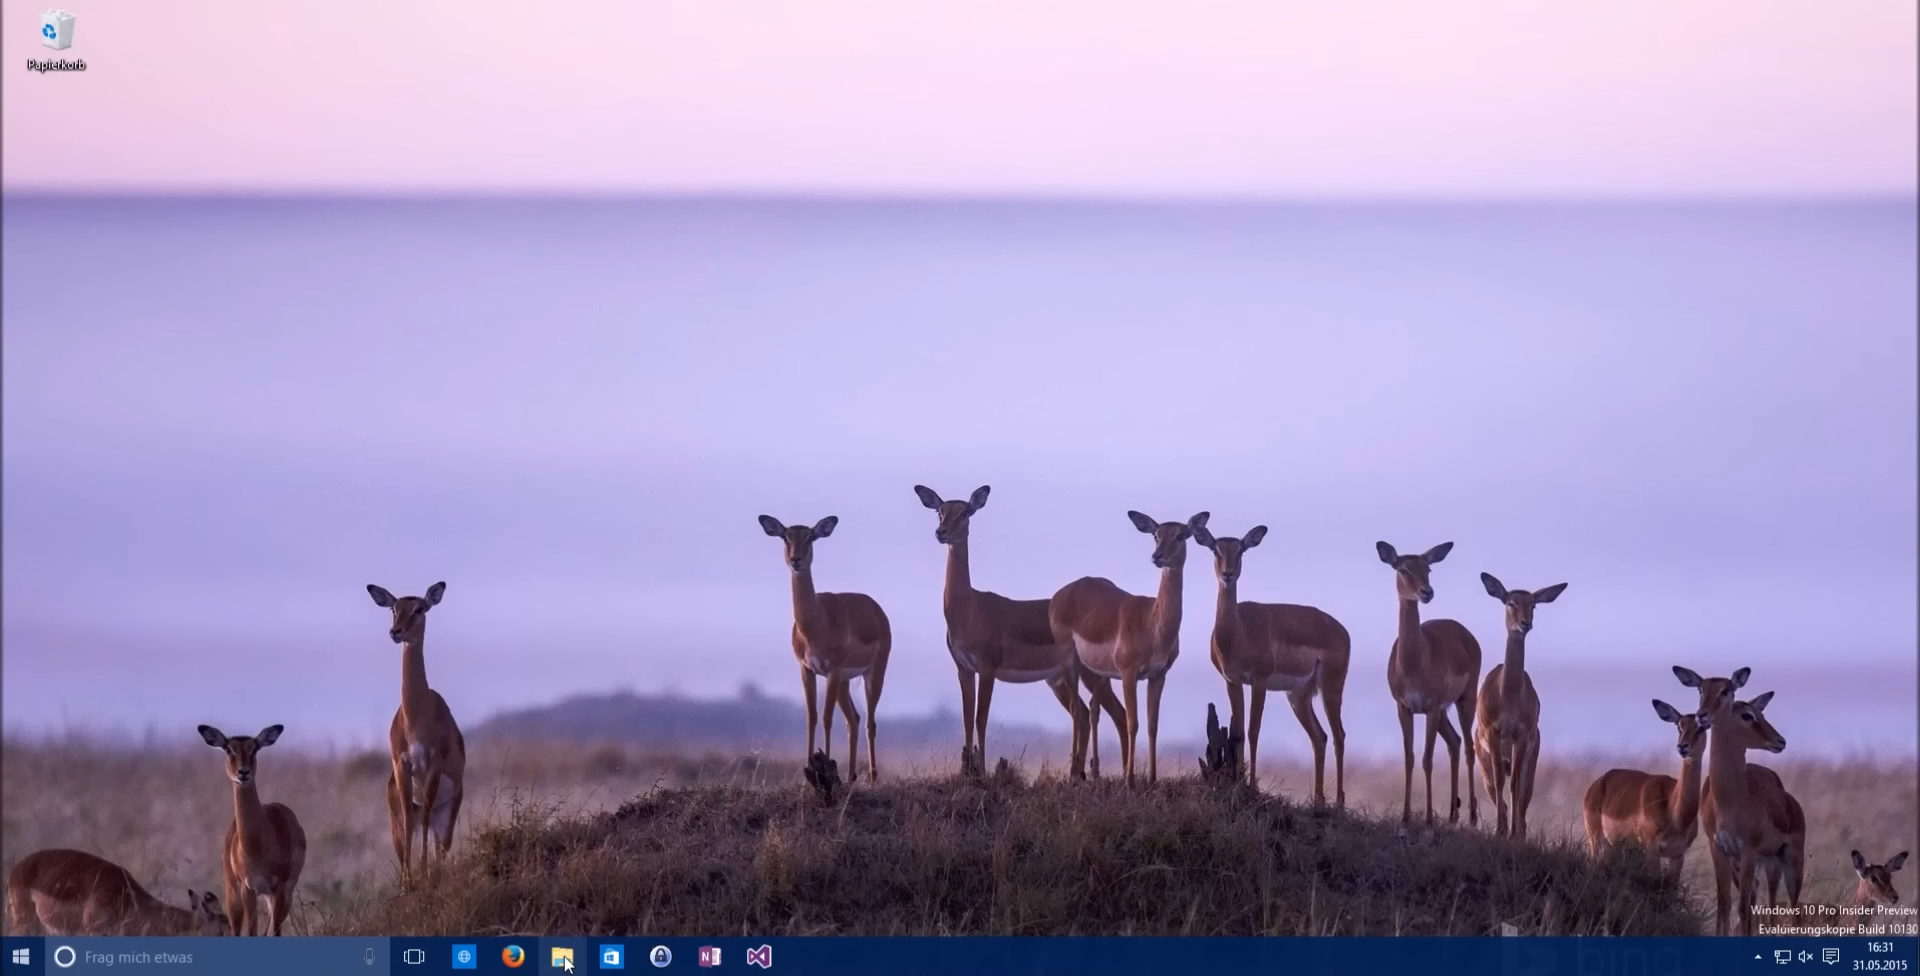 Papierkorb
Windows 10 Pro Insider Preview
Evaluierungskopie Build 10130
Frag mich etwas
N
16:31
31.05.2015